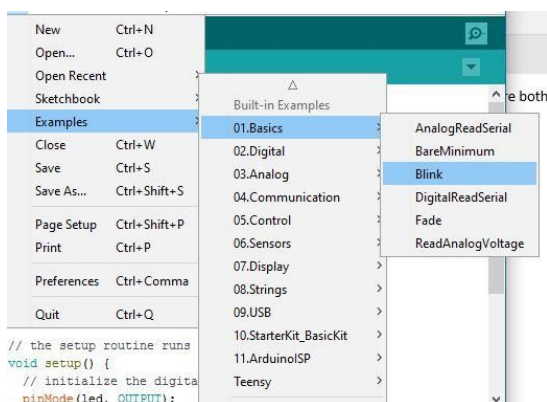 New Ctrl+N
Open... Ctrl+O
Open Recent
Sketchbook
Examples
Close Ctrl+W
Save Ctrl+S
Save As... Ctrl+Shift+S
Page Setup Ctrl+Shift+P
Print Ctrl+P
Preferences Ctrl+Comma
Quit Ctrl+Q
Built-in Examples
01.Basics
02.Digital
03.Analog
04.Communication
05.Control
06.Sensors
07.Display
08.Strings
09.USB
10.StarterKit_BasicKit
11.ArduinoISP
Teensy
AnalogReadSerial
BareMinimum
Blink
DigitalReadSerial
Fade
ReadAnalogVoltage
both
// the setup routine runs
void setup() {
// initialize the digita
pinMode(led, OUTPUT);